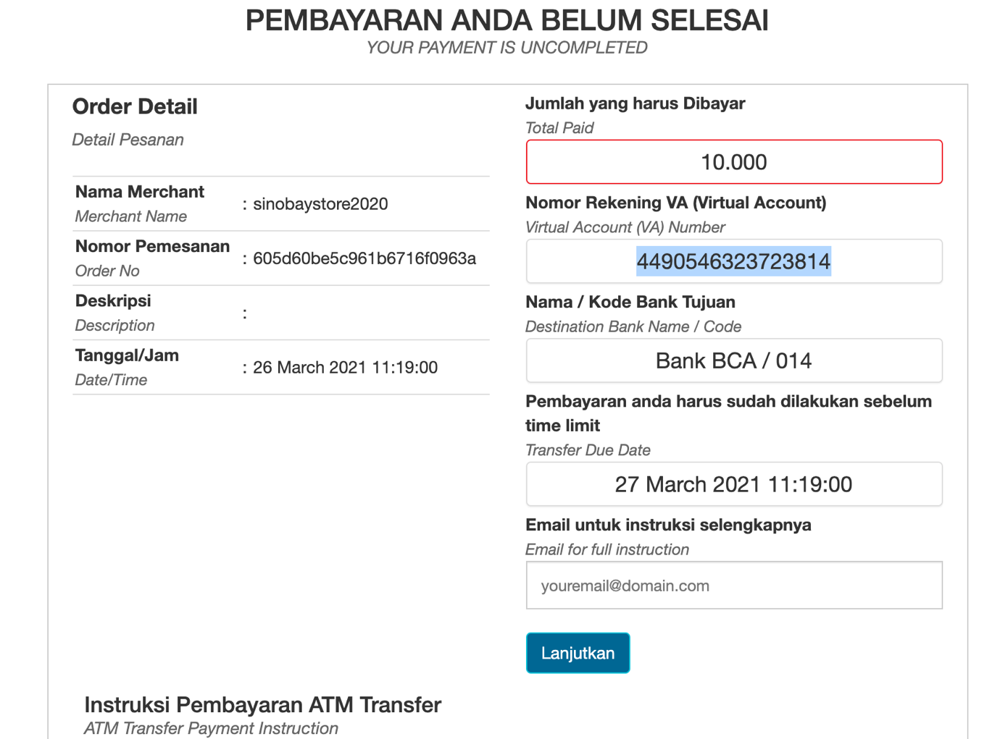 PEMBAYARAN ANDA BELUM SELESAI
YOUR PAYMENT IS UNCOMPLETED
Order Detail
Detail Pesanan
Nama Merchant
Merchant Name
: sinobaystore2020
Nomor Pemesanan
Order No
: 605d60be5c961b6716f0963a
Deskripsi
Description
:
Tanggal/Jam
Date/Time
: 26 March 2021 11:19:00
Jumlah yang harus Dibayar
Total Paid
10.000
Nomor Rekening VA (Virtual Account)
Virtual Account (VA) Number
4490546323723814
Nama / Kode Bank Tujuan
Destination Bank Name / Code
Bank BCA / 014
Pembayaran anda harus sudah dilakukan sebelum
time limit
Transfer Due Date
27 March 2021 11:19:00
Email untuk instruksi selengkapnya
Email for full instruction
youremail@domain.com
Lanjutkan
Instruksi Pembayaran ATM Transfer
ATM Transfer Payment Instruction